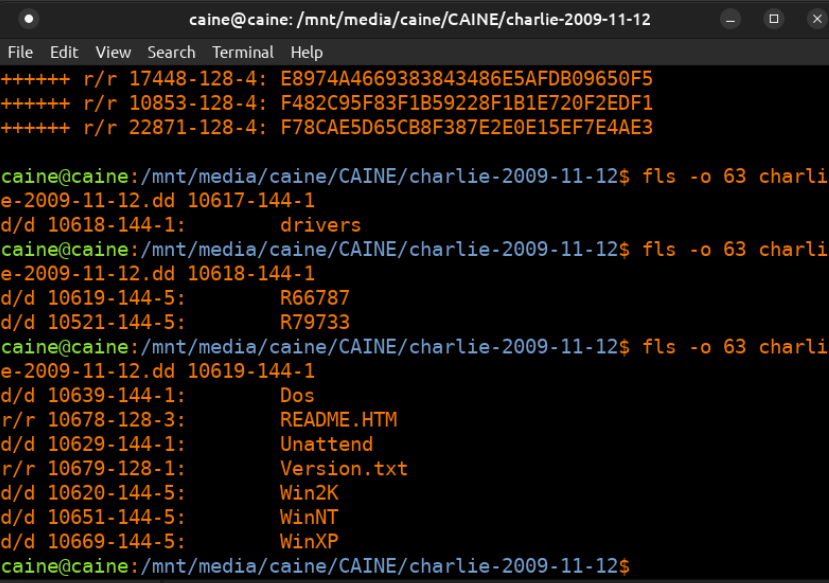 caine@caine: /mnt/media/caine/CAINE/charlie-2009-11-12
File Edit View Search Terminal Help
++++++ r/r 17448-128-4: E8974A4669383843486E5AFDB09650F5
++++++ r/r 10853-128-4: F482C95F83F1B59228F1B1E720F2EDF1
++++++ r/r 22871-128-4: F78CAE5D65CB8F387E2E0E15EF7E4AE3
caine@caine:/mnt/media/caine/CAINE/charlie-2009-11-12$ fls -o 63 charli
e-2009-11-12.dd 10617-144-1
d/d 10618-144-1: drivers
caine@caine:/mnt/media/caine/CAINE/charlie-2009-11-12$ fls -o 63 charli
e-2009-11-12.dd 10618-144-1
d/d 10619-144-5: R66787
d/d 10521-144-5: R79733
caine@caine:/mnt/media/caine/CAINE/charlie-2009-11-12$ fls -o 63 charli
e-2009-11-12.dd 10619-144-1
d/d 10639-144-1: Dos
r/r 10678-128-3: README.HTM
d/d 10629-144-1: Unattend
r/r 10679-128-1: Version.txt
d/d 10620-144-5: Win2K
d/d 10651-144-5: WinNT
d/d 10669-144-5: WinXP
caine@caine:/mnt/media/caine/CAINE/charlie-2009-11-12$